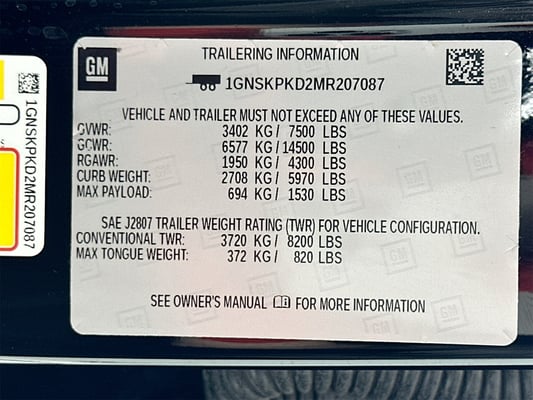 GM
TRAILERING INFORMATION
1GNSKPKD2MR207087
VEHICLE AND TRAILER MUST NOT EXCEED ANY OF THESE VALUES.
GVWR: 3402 KG / 7500 LBS
GCWR: 6577 KG / 14500 LBS
RGAWR: 1950 KG / 4300 LBS
CURB WEIGHT: 2708 KG / 5970 LBS
MAX PAYLOAD: 694 KG / 1530 LBS
SAE J2807 TRAILER WEIGHT RATING (TWR) FOR VEHICLE CONFIGURATION.
CONVENTIONAL TWR: 3720 KG / 8200 LBS
MAX TONGUE WEIGHT: 372 KG / 820 LBS
SEE OWNER'S MANUAL FOR MORE INFORMATION
1GNSKPKD2MR207087